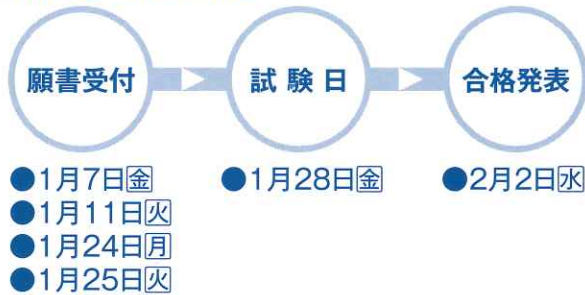 願書受付
試験日
合格発表
●1月7日金
●1月11日火
●1月24日月
●1月25日火
●1月28日金
●2月2日水